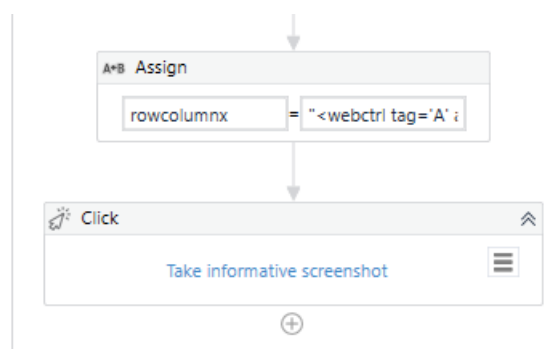 A+B Assign
rowcolumnx = "<webctrl tag='A' a
Click
Take informative screenshot